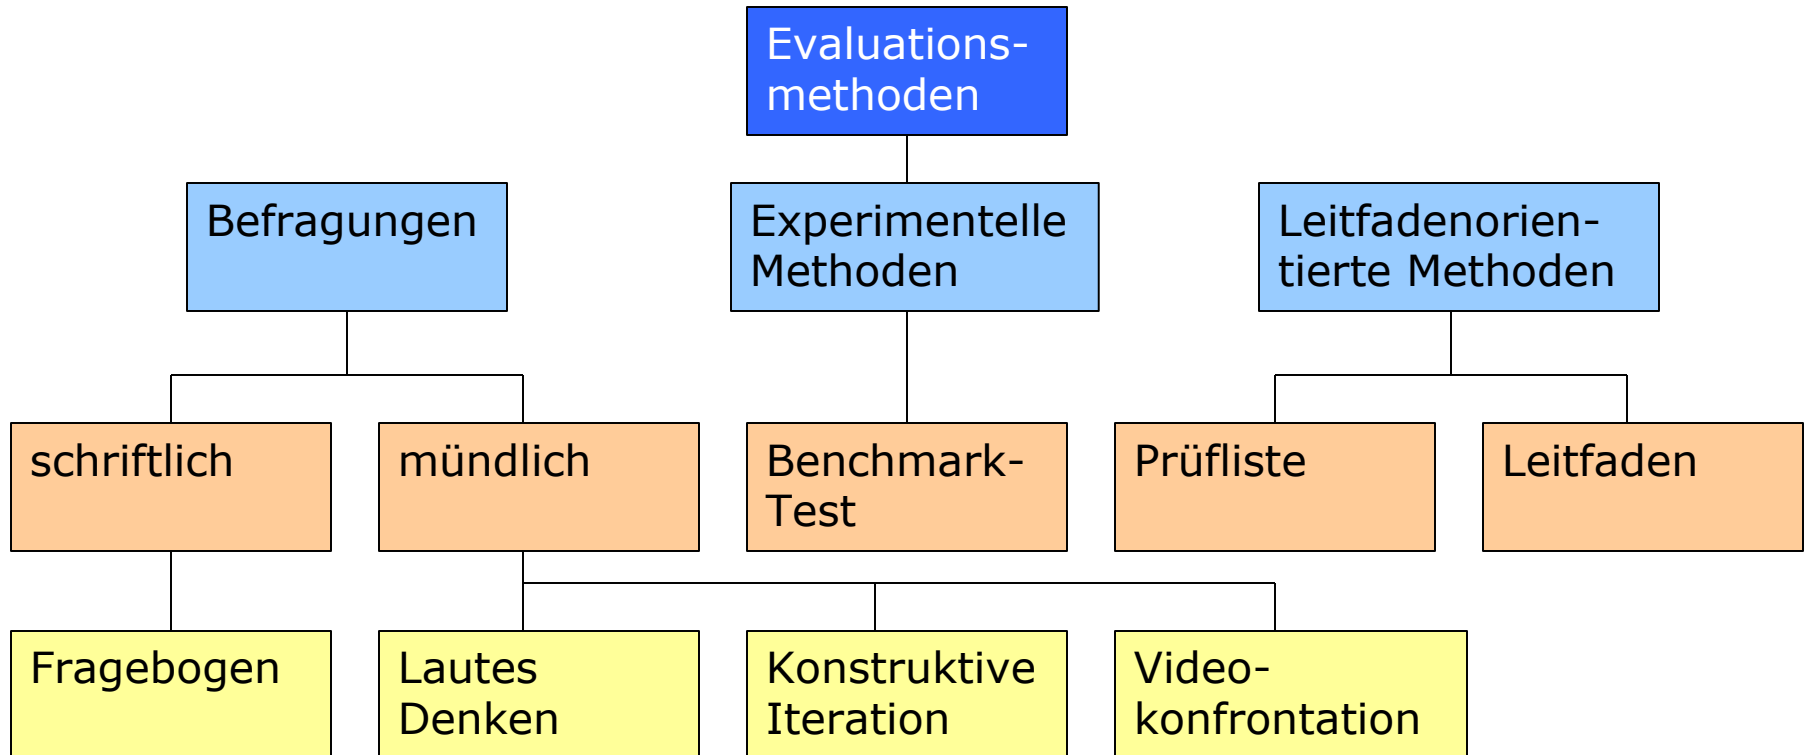 Evaluations-
methoden
Befragungen
Experimentelle
Methoden
Leitfadenorien-
tierte Methoden
schriftlich
mündlich
Benchmark-
Test
Prüfliste
Leitfaden
Fragebogen
Lautes
Denken
Konstruktive
Iteration
Video-
konfrontation